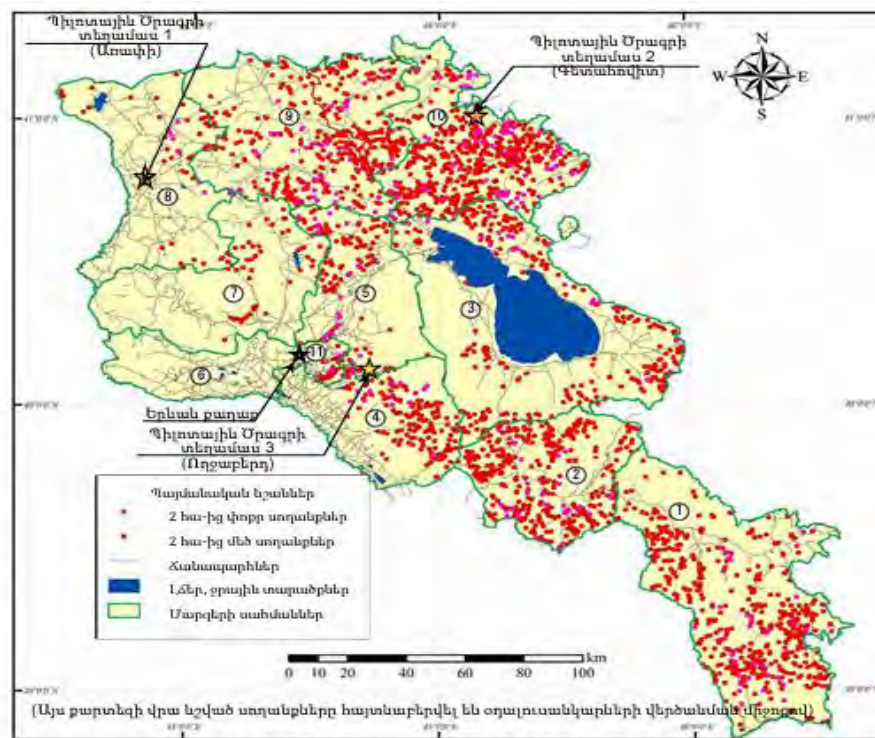 Պիլոտային Ծրագրի
տեղամաս 1
(Առափի)
Պիլոտային Ծրագրի
տեղամաս 2
(Գետահովիտ)
N
W E
S
9
10
8
7
5
3
11
6
4
2
1
Երևան քաղաք
Պիլոտային Ծրագրի
տեղամաս 3
(Ողջաբերդ)
Պայմանական նշաններ
2 հա-ից փոքր սողանքներ
2 հա-ից մեծ սողանքներ
Ճանապարհներ
Լճեր, ջրային տարածքներ
Մարզերի սահմաններ
km
0 10 20 40 60 80 100
(Այս քարտեզի վրա նշված սողանքները հայտնաբերվել են օդալուսանկարների վերծանման միջոցով)